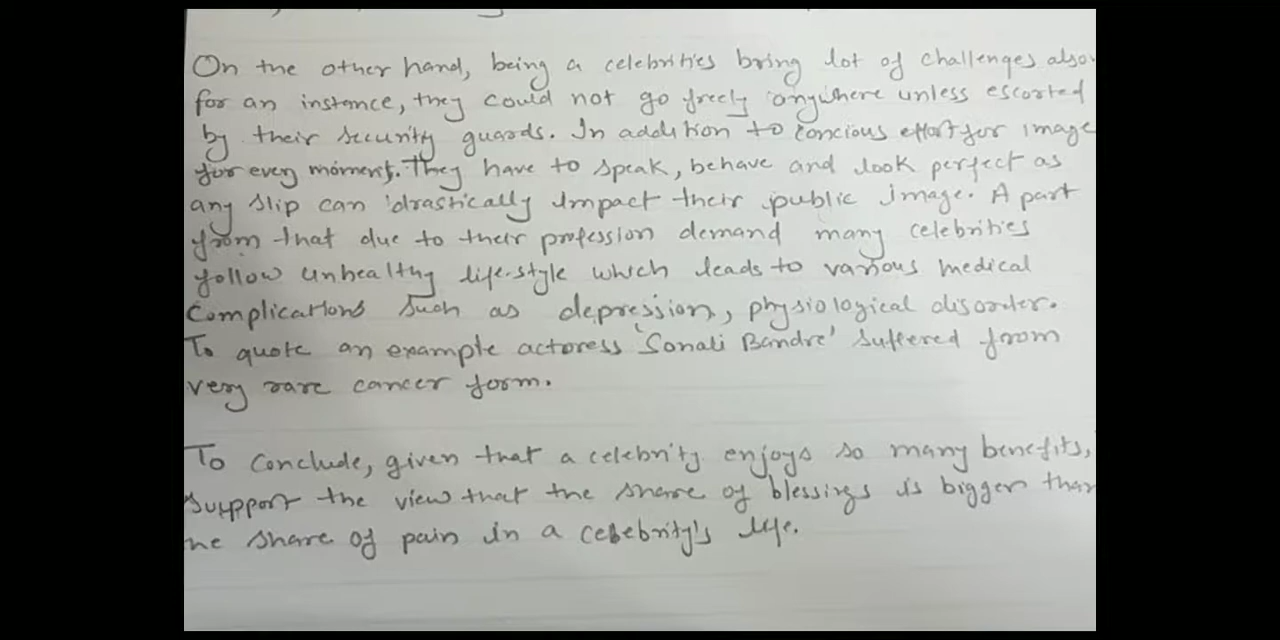 On the other hand, being a celebrities bring lot of challenges also.
for an instance, they could not go freely anywhere unless escorted
by their security guards. In addition to concious effort for image
for every moment. They have to speak, behave and look perfect as
any slip can drastically impact their public image. A part
from that due to their profession demand many celebrities
follow unhealthy life-style which leads to various medical
complications such as depression, physiological disorder.
To quote an example actoress 'Sonali Bandre' suffered from
very rare cancer form.
To conclude, given that a celebrity enjoys so many benefits,
support the view that the share of blessings is bigger than
he share of pain in a celebrity's life.